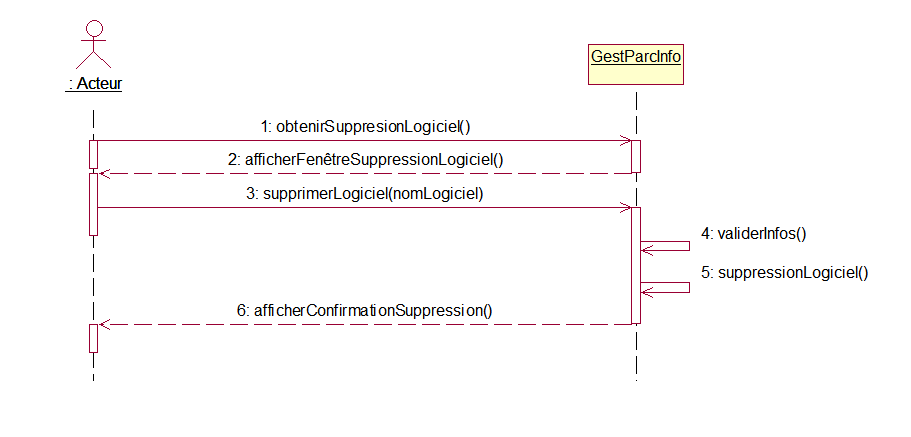 : Acteur
GestParcInfo
1: obtenirSuppresionLogiciel()
2: afficherFenêtreSuppressionLogiciel()
3: supprimerLogiciel(nomLogiciel)
4: validerInfos()
5: suppressionLogiciel()
6: afficherConfirmationSuppression()